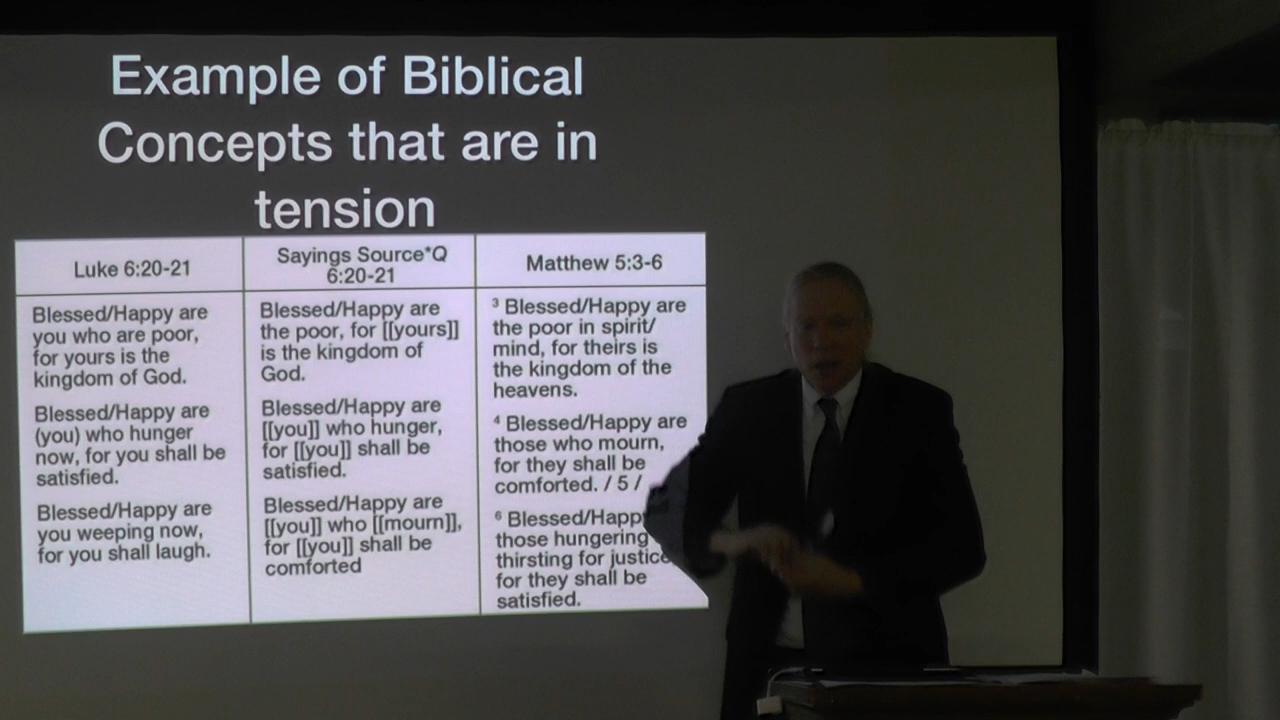 Example of Biblical
Concepts that are in
tension
Luke 6:20-21
Sayings Source*Q
6:20-21
Matthew 5:3-6
Blessed/Happy are
you who are poor,
for yours is the
kingdom of God.
Blessed/Happy are
(you) who hunger
now, for you shall be
satisfied.
Blessed/Happy are
you weeping now,
for you shall laugh.
Blessed/Happy are
the poor, for [[yours]]
is the kingdom of
God.
Blessed/Happy are
[[you]] who hunger,
for [[you]] shall be
satisfied.
Blessed/Happy are
[[you]] who [[mourn]],
for [[you]] shall be
comforted
³ Blessed/Happy are
the poor in spirit/
mind, for theirs is
the kingdom of the
heavens.
⁴ Blessed/Happy are
those who mourn,
for they shall be
comforted. / 5 /
⁶ Blessed/Happy
those hungering
thirsting for justice
for they shall be
satisfied.